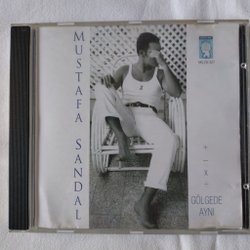 MUSTAFA SANDAL
+ - x ÷
GÖLGEDE
AYNI